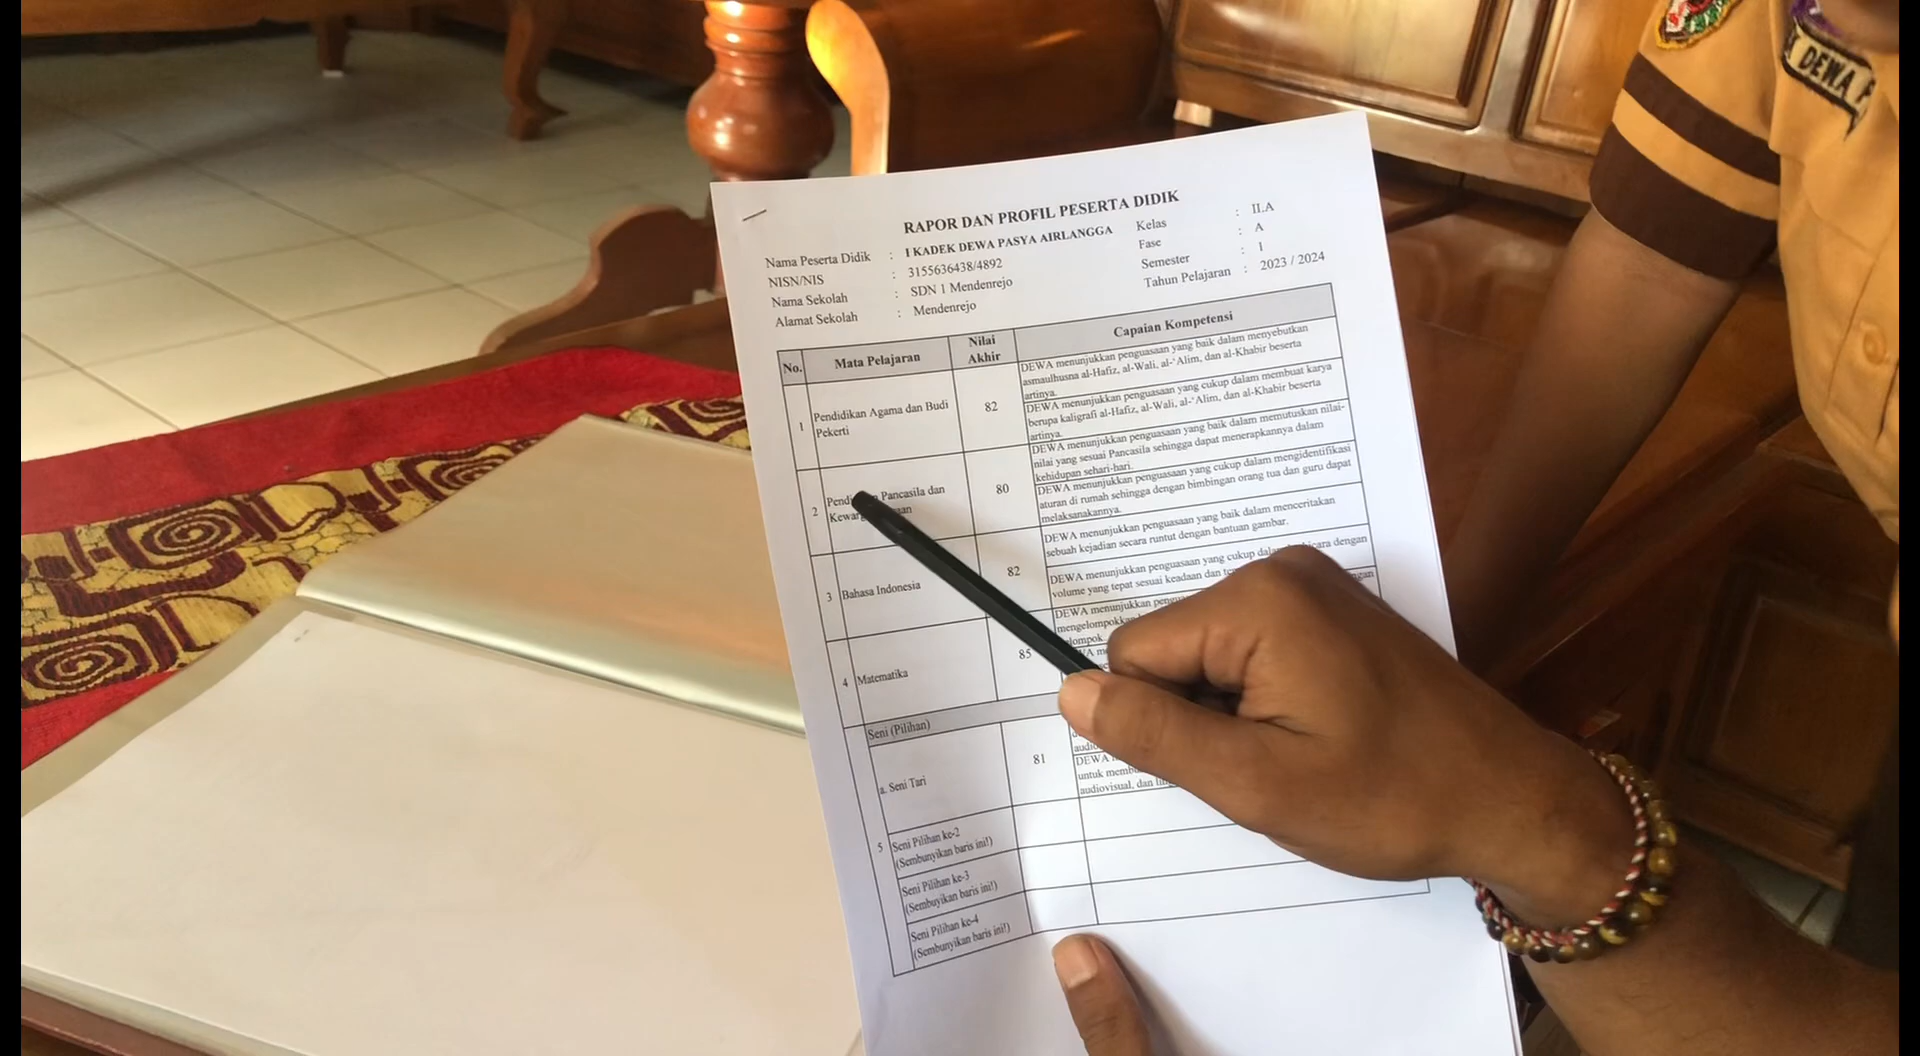 RAPOR DAN PROFIL PESERTA DIDIK
Nama Peserta Didik : I KADEK DEWA PASYA AIRLANGGA
NISN/NIS : 3155636438/4892
Nama Sekolah : SDN 1 Mendenrejo
Alamat Sekolah : Mendenrejo
Kelas : II.A
Fase : A
Semester : 1
Tahun Pelajaran : 2023 / 2024
No. Mata Pelajaran Nilai Akhir Capaian Kompetensi
1 Pendidikan Agama dan Budi
Pekerti
82
DEWA menunjukkan penguasaan yang baik dalam menyebutkan
asmaulhusna al-Hafiz, al-Wali, al-'Alim, dan al-Khabir beserta
artinya.
DEWA menunjukkan penguasaan yang cukup dalam membuat karya
berupa kaligrafi al-Hafiz, al-Wali, al-'Alim, dan al-Khabir beserta
artinya.
2 Pancasila dan
80
DEWA menunjukkan penguasaan yang baik dalam memutuskan nilai-
nilai yang sesuai Pancasila sehingga dapat menerapkannya dalam
kehidupan sehari-hari.
DEWA menunjukkan penguasaan yang cukup dalam mengidentifikasi
aturan di rumah sehingga dengan bimbingan orang tua dan guru dapat
melaksanakannya.
3 Bahasa Indonesia
82
DEWA menunjukkan penguasaan yang baik dalam menceritakan
sebuah kejadian secara runtut dengan bantuan gambar.
DEWA menunjukkan penguasaan yang cukup dengan
volume yang tepat sesuai keadaan dan
4 Matematika
85
DEWA menunjukkan
Seni (Pilihan)
5 a. Seni Tari
81
DEWA
untuk
audiovisual, dan
Seni Pilihan ke-2
(Sembunyikan baris ini!)
Seni Pilihan ke-3
(Sembuyikan baris ini!)
Seni Pilihan ke-4
(Sembunyikan baris ini!)
DEWA